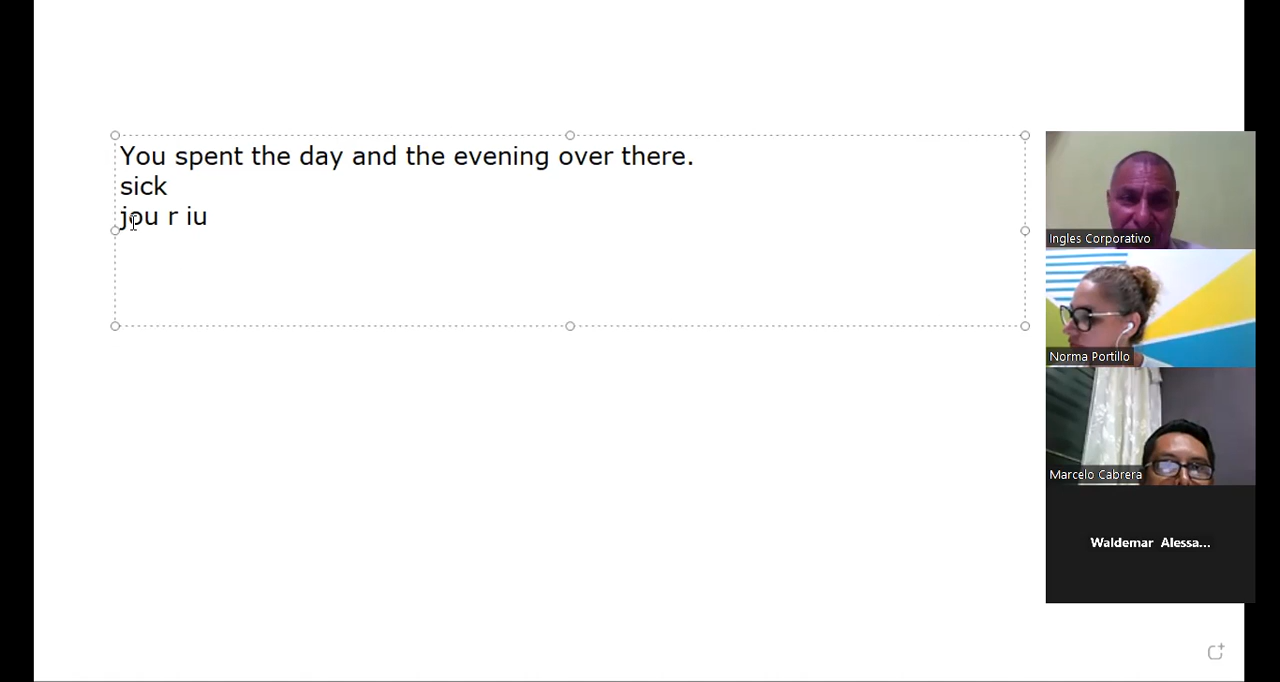 You spent the day and the evening over there.
sick
jou r iu
Ingles Corporativo
Norma Portillo
Marcelo Cabrera
Waldemar Alessa...